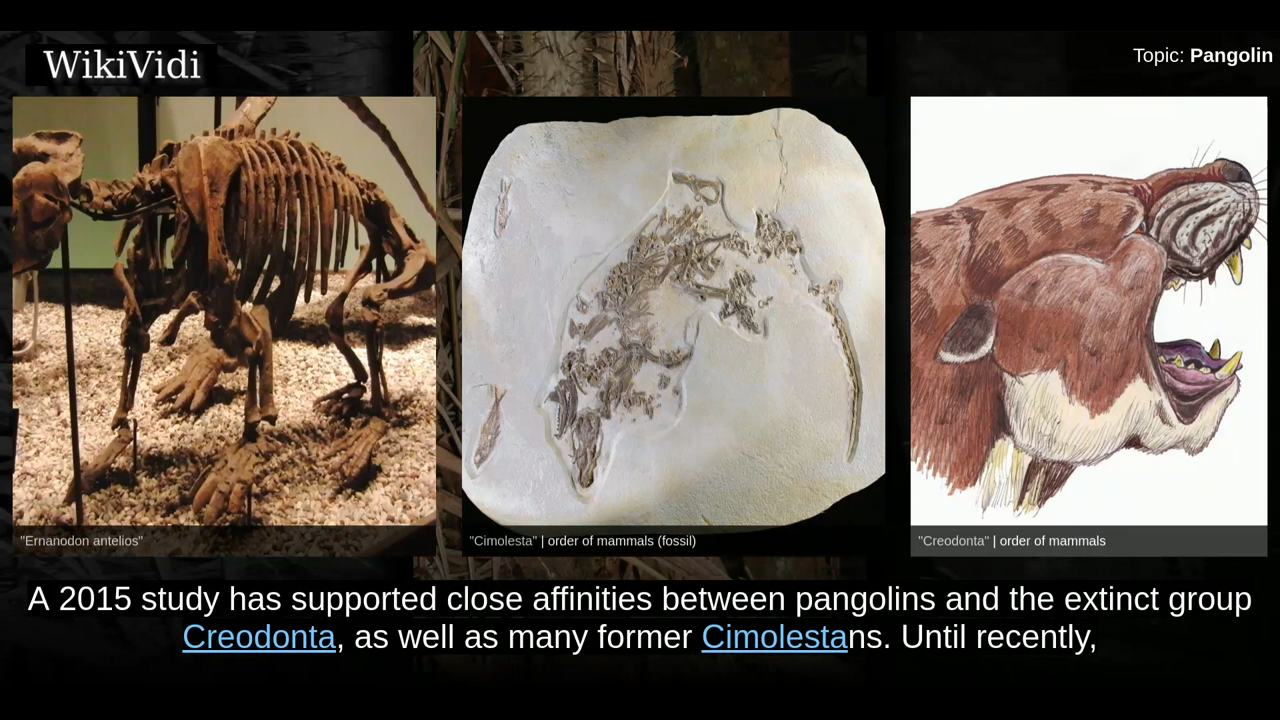 WikiVidi
Topic: Pangolin
"Ernanodon antelios"
"Cimolesta" | order of mammals (fossil)
"Creodonta" | order of mammals
A 2015 study has supported close affinities between pangolins and the extinct group
Creodonta, as well as many former Cimolestans. Until recently,